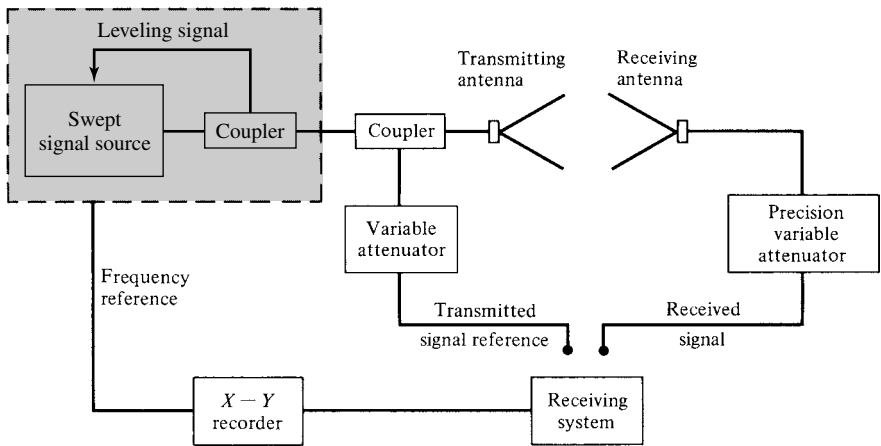 Leveling signal
Swept
signal source
Coupler
Coupler
Transmitting
antenna
Receiving
antenna
Variable
attenuator
Precision
variable
attenuator
Frequency
reference
Transmitted
signal reference
Received
signal
X – Y
recorder
Receiving
system